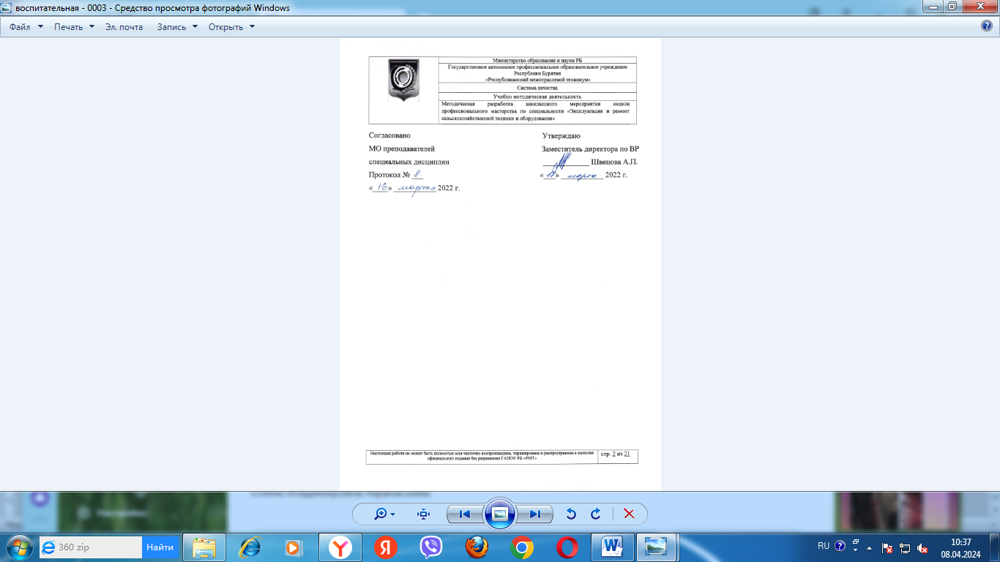 воспитательная - 0003 - Средство просмотра фотографий Windows
Файл Печать Эл. почта Запись Открыть
Министерство образования и науки РБ
Государственное автономное профессиональное образовательное учреждение
Республики Бурятия
«Республиканский межотраслевой техникум»
Система качества
Учебно методическая деятельность
Методическая разработка внеклассного мероприятия недели
профессионального мастерства по специальности «Эксплуатация и ремонт
сельскохозяйственной техники и оборудования»
Согласовано
МО преподавателей
специальных дисциплин
Протокол № 8
«16» марта 2022 г.
Утверждаю
Заместитель директора по ВР
Швецова А.П.
«17» марта 2022 г.
Настоящая работа не может быть полностью или частично воспроизведена, тиражирована и распространена в качестве
официального издания без разрешения ГАПОУ РБ «РМТ»
стр. 2 из 21
360 zip Найти
RU
10:37
08.04.2024